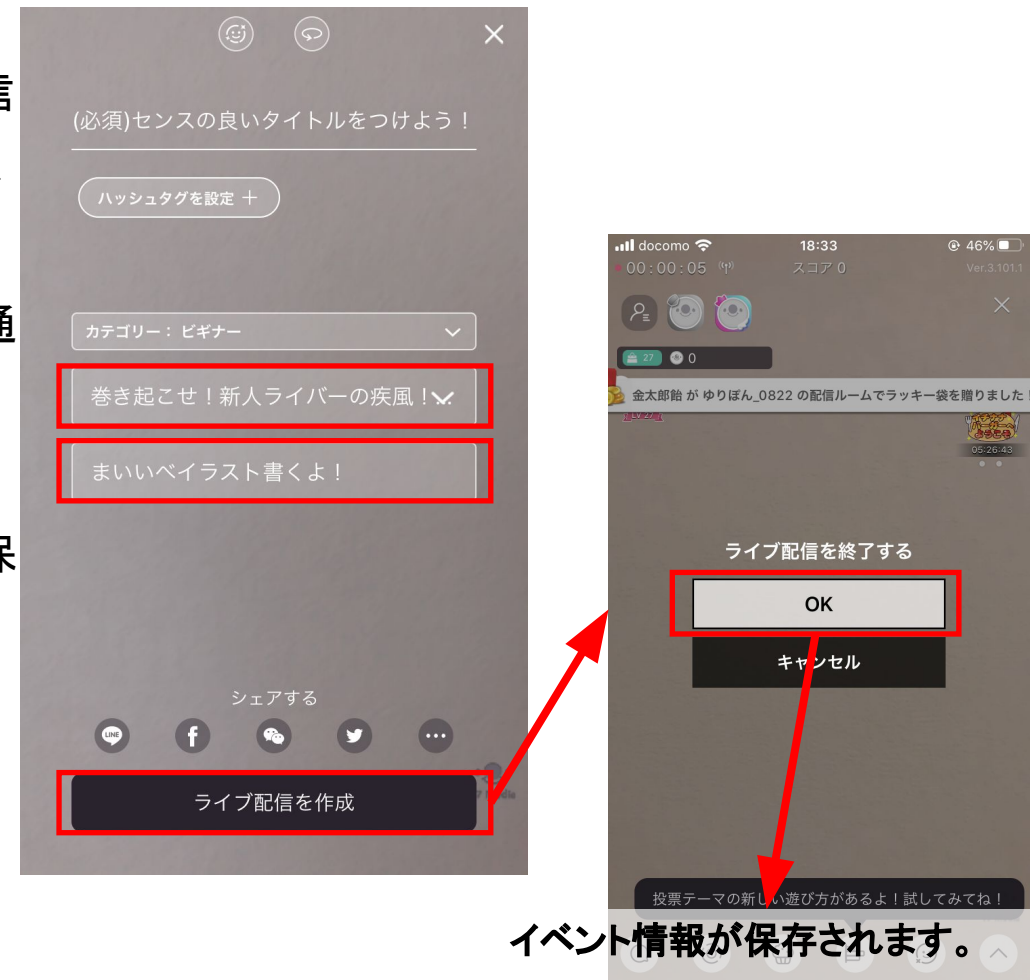 (必須)センスの良いタイトルをつけよう！
ハッシュタグを設定 ＋
カテゴリー： ビギナー
巻き起こせ！新人ライバーの疾風！...
まいいべイラスト書くよ！
シェアする
LINE
ライブ配信を作成
信
通
保
docomo 18:33 46%
00:00:05 スコア 0 Ver.3.101.1
27 0
金太郎飴 が ゆりぽん_0822 の配信ルームでラッキー袋を贈りました！
LV 27
05:26:43
ライブ配信を終了する
OK
キャンセル
投票テーマの新しい遊び方があるよ！試してみてね！
イベント情報が保存されます。